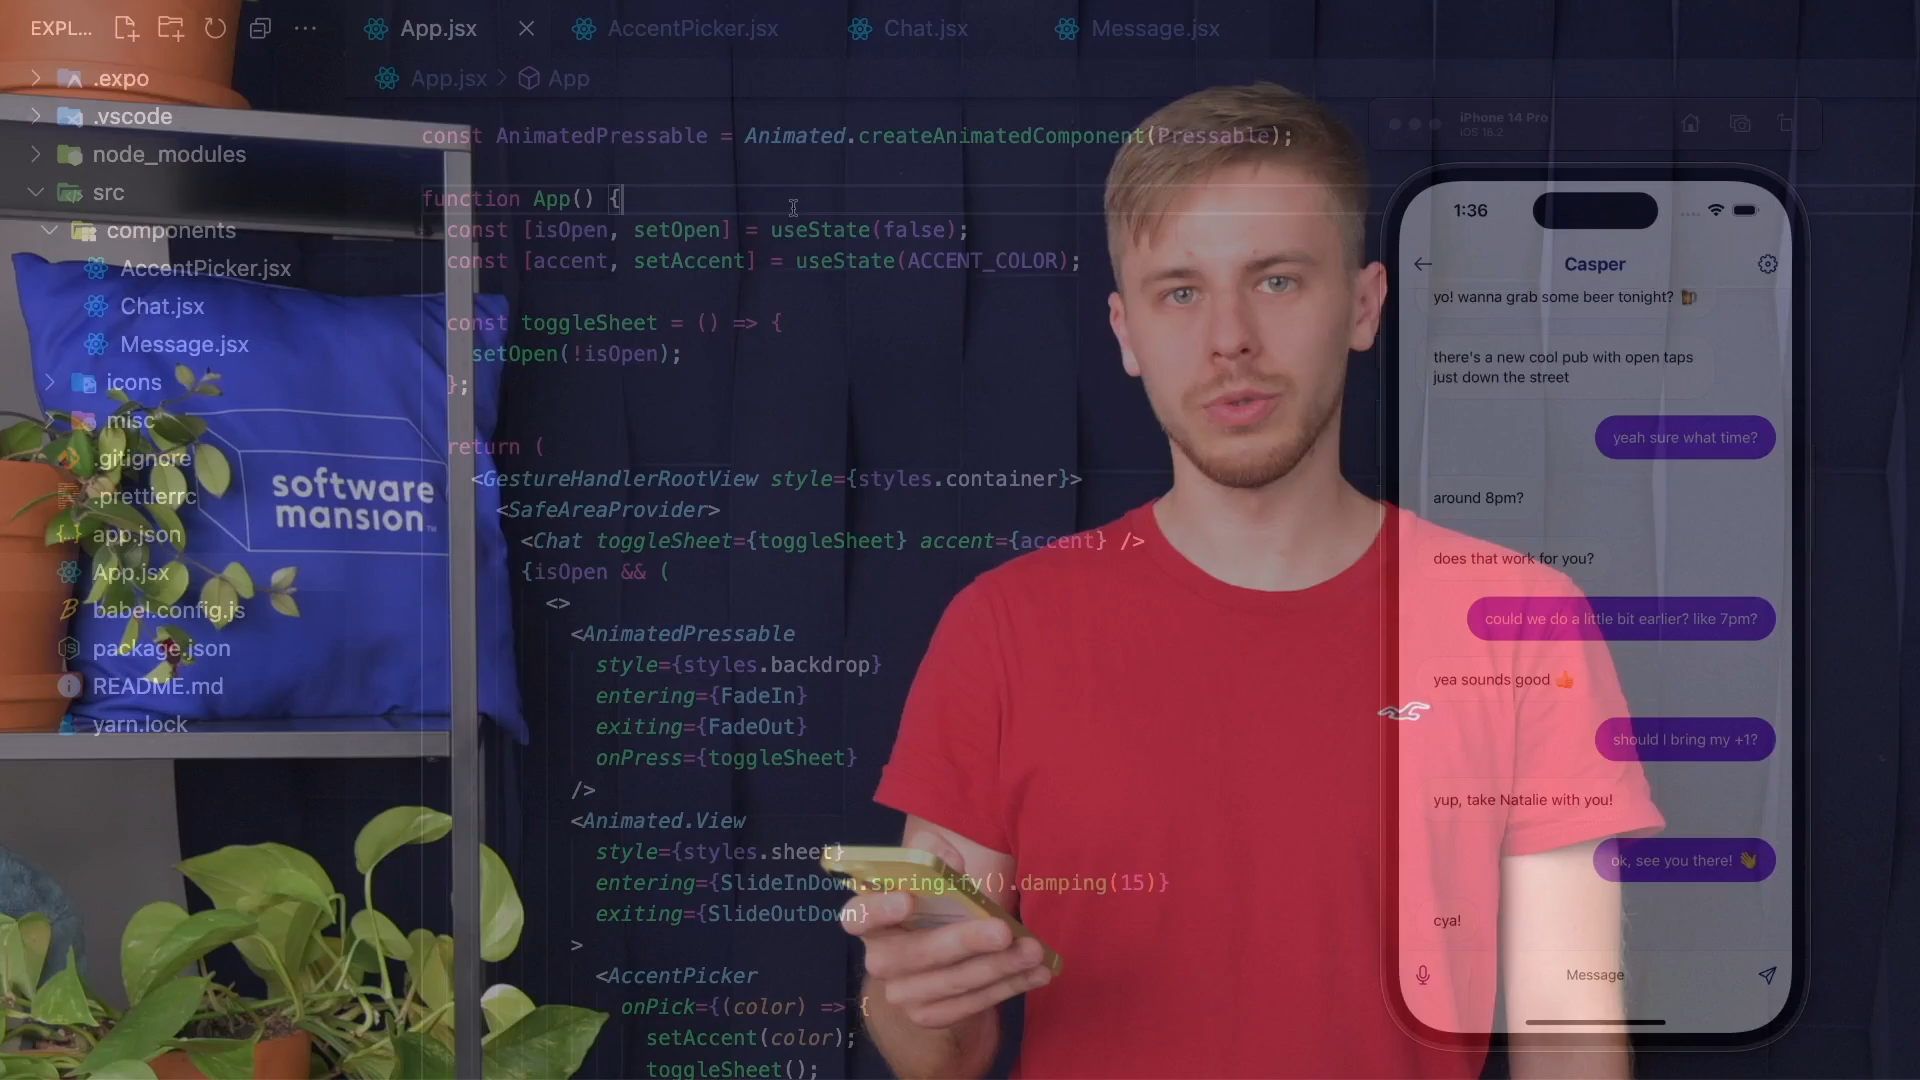 EXPL...
App.jsx
AccentPicker.jsx
Chat.jsx
Message.jsx
App.jsx > App
.expo
.vscode
node_modules
src
components
AccentPicker.jsx
Chat.jsx
Message.jsx
icons
misc
.gitignore
.prettierrc
app.json
App.jsx
babel.config.js
package.json
README.md
yarn.lock
software
mansion
const AnimatedPressable = Animated.createAnimatedComponent(Pressable);
function App() {
const [isOpen, setOpen] = useState(false);
const [accent, setAccent] = useState(ACCENT_COLOR);
const toggleSheet = () => {
setOpen(!isOpen);
};
return (
<GestureHandlerRootView style={styles.container}>
<SafeAreaProvider>
<Chat toggleSheet={toggleSheet} accent={accent} />
{isOpen && (
<>
<AnimatedPressable
style={styles.backdrop}
entering={FadeIn}
exiting={FadeOut}
onPress={toggleSheet}
/>
<Animated.View
style={styles.sheet}
entering={SlideInDown.springify().damping(15)}
exiting={SlideOutDown}
>
<AccentPicker
onPick={(color) => {
setAccent(color);
toggleSheet();
iPhone 14 Pro
iOS 16.2
1:36
Casper
yo! wanna grab some beer tonight? 🍺
there's a new cool pub with open taps
just down the street
yeah sure what time?
around 8pm?
does that work for you?
could we do a little bit earlier? like 7pm?
yea sounds good 👍
should I bring my +1?
yup, take Natalie with you!
ok, see you there! 👋
cya!
Message